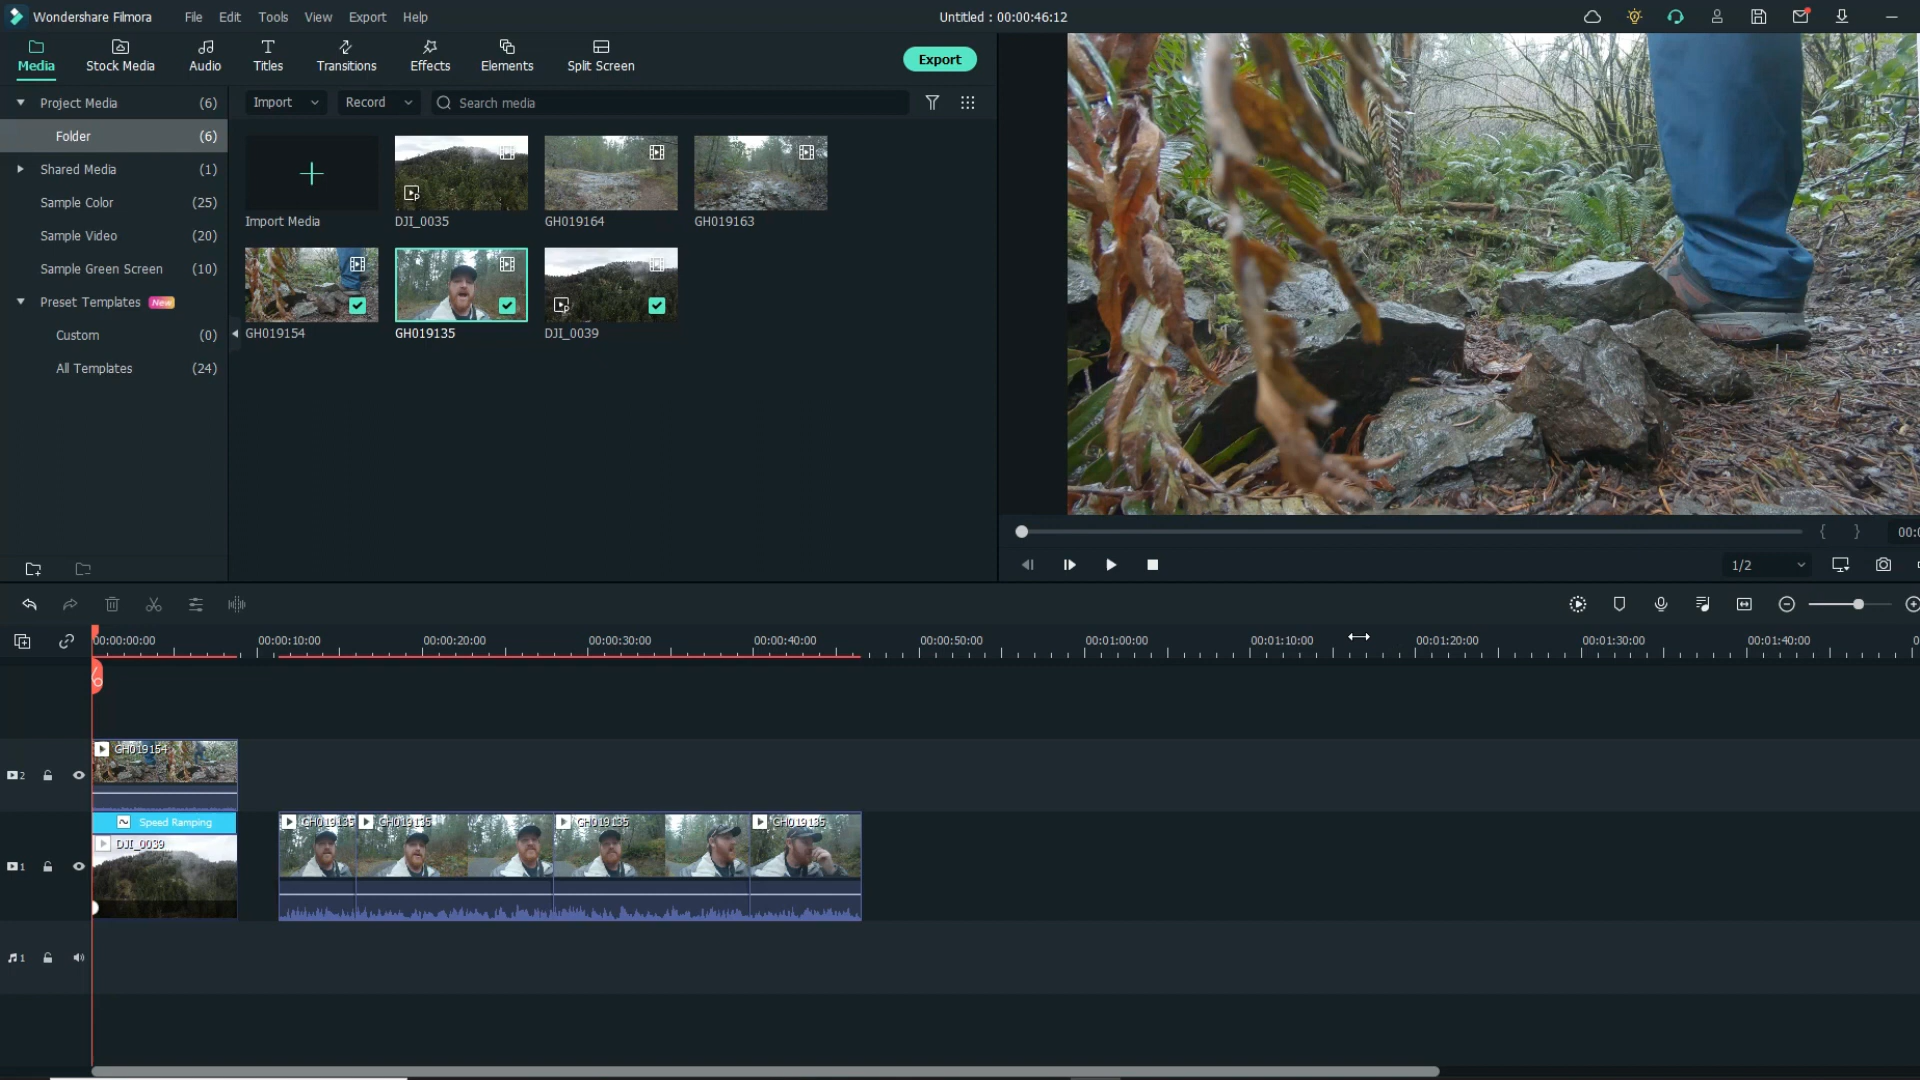 Wondershare Filmora File Edit Tools View Export Help Untitled : 00:00:46:12
Media Stock Media Audio Titles Transitions Effects Elements Split Screen Export
Project Media (6) Import Record Search media
Folder (6)
Shared Media (1)
Sample Color (25)
Import Media DJI_0035 GH019164 GH019163
Sample Video (20)
Sample Green Screen (10)
Preset Templates New
Custom (0)
GH019154 GH019135 DJI_0039
All Templates (24)
{ } 00:0
1/2
00:00:00:00 00:00:10:00 00:00:20:00 00:00:30:00 00:00:40:00 00:00:50:00 00:01:00:00 00:01:10:00 00:01:20:00 00:01:30:00 00:01:40:00
GH019154
2
Speed Ramping GH019135 GH019135 GH019135 GH019135
DJI_0039
1
1